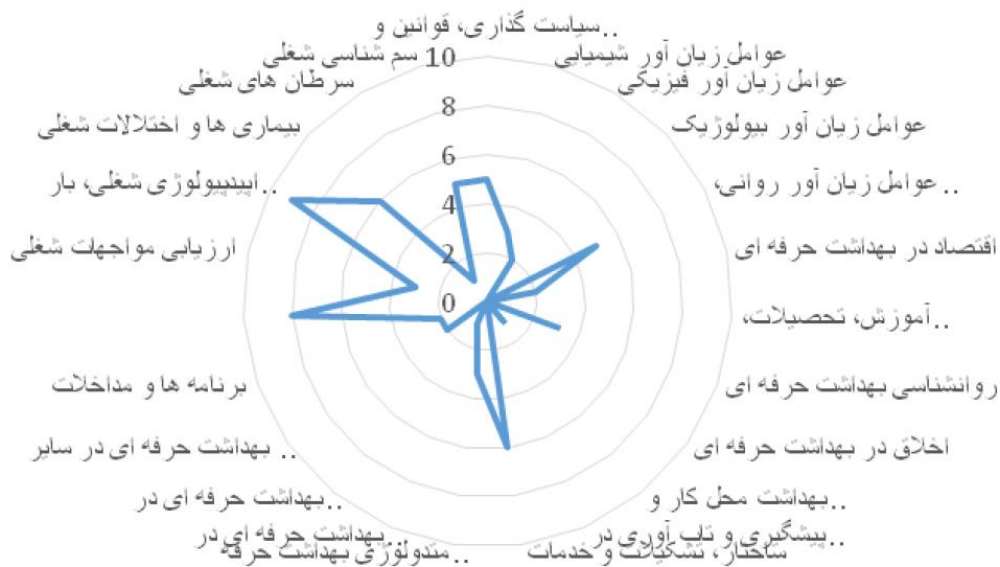 سیاست گذاری، قوانین و..
عوامل زیان آور شیمیایی
عوامل زیان آور فیزیکی
عوامل زیان آور بیولوژیک
عوامل زیان آور روانی،..
اقتصاد در بهداشت حرفه ای
آموزش، تحصیلات،..
روانشناسی بهداشت حرفه ای
اخلاق در بهداشت حرفه ای
بهداشت محل کار و..
پیشگیری و تاب آوری در..
ساختار، تشکیلات و خدمات
متدولوژی بهداشت حرفه..
بهداشت حرفه ای در..
بهداشت حرفه ای در..
بهداشت حرفه ای در سایر..
برنامه ها و مداخلات
ارزیابی مواجهات شغلی
اپیدیپولوژی شغلی، بار..
بیماری ها و اختلالات شغلی
سرطان های شغلی
سم شناسی شغلی
10
8
6
4
2
0